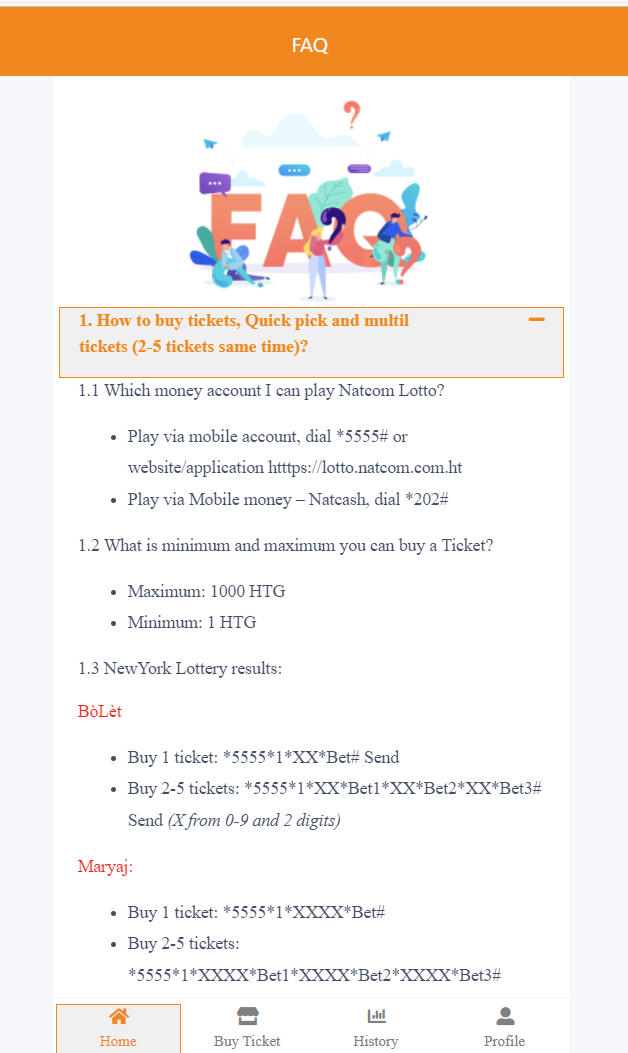 FAQ
?
FAQ
?
?
1. How to buy tickets, Quick pick and multil
tickets (2-5 tickets same time)?
1.1 Which money account I can play Natcom Lotto?
• Play via mobile account, dial *5555# or
website/application htttps://lotto.natcom.com.ht
• Play via Mobile money – Natcash, dial *202#
1.2 What is minimum and maximum you can buy a Ticket?
• Maximum: 1000 HTG
• Minimum: 1 HTG
1.3 NewYork Lottery results:
BòLèt
• Buy 1 ticket: *5555*1*XX*Bet# Send
• Buy 2-5 tickets: *5555*1*XX*Bet1*XX*Bet2*XX*Bet3#
Send (X from 0-9 and 2 digits)
Maryaj:
• Buy 1 ticket: *5555*1*XXXX*Bet#
• Buy 2-5 tickets:
*5555*1*XXXX*Bet1*XXXX*Bet2*XXXX*Bet3#
Home Buy Ticket History Profile